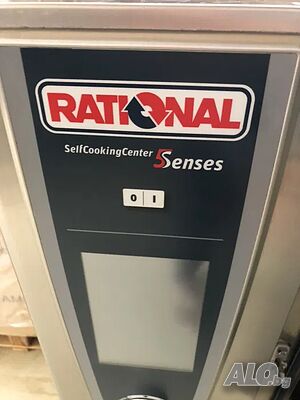 RATIONAL
SelfCookingCenter 5Senses
0 I
ALO.bg